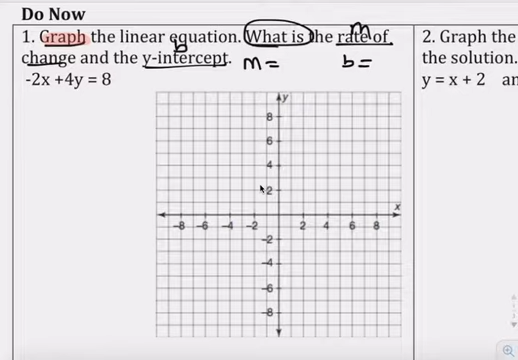 Do Now
m
1. Graph the linear equation. What is the rate of
b
change and the y-intercept. m= b=
-2x +4y = 8
2. Graph the
the solution.
y = x + 2 an
y
8
6
4
2
x
-8 -6 -4 -2 2 4 6 8
-2
-4
-6
-8